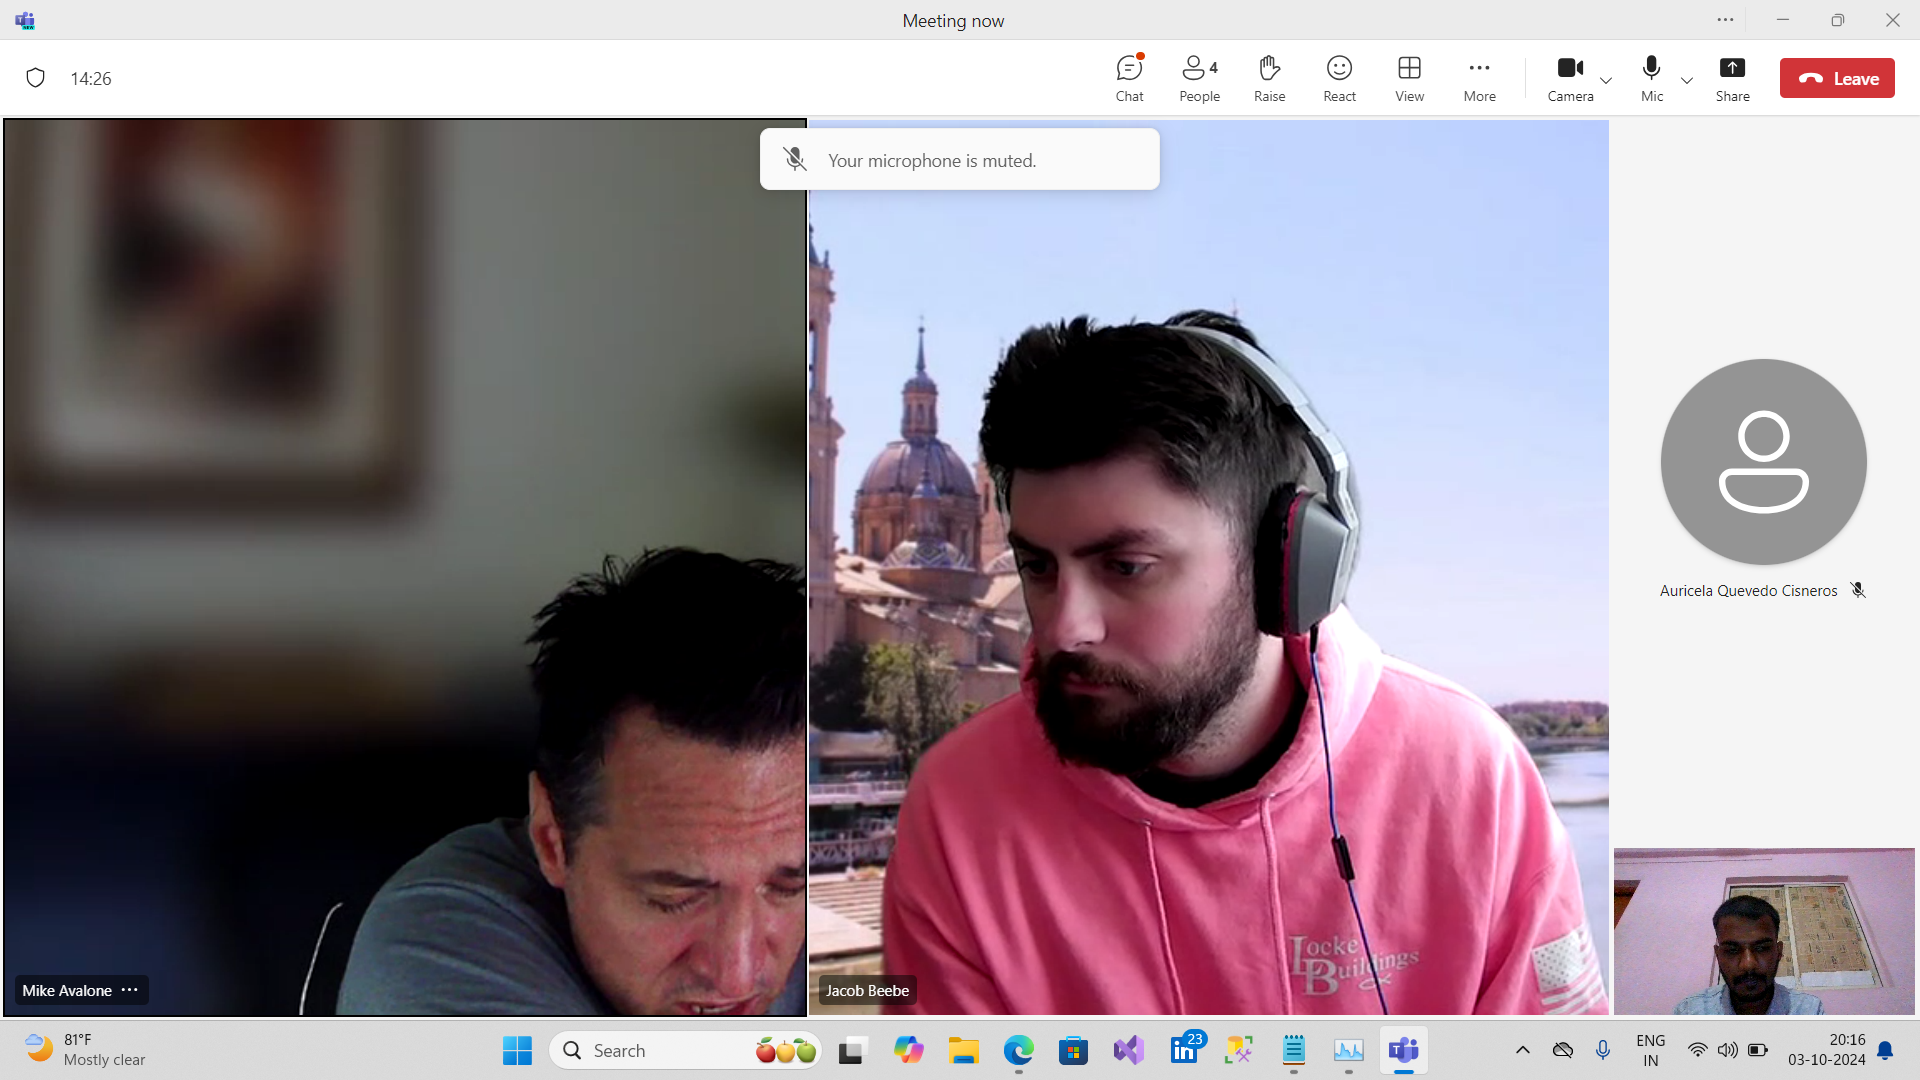 Meeting now
14:26
Chat
People
4
Raise
React
View
More
Camera
Mic
Share
Leave
Your microphone is muted.
Mike Avalone
Locke
Buildings
Jacob Beebe
Auricela Quevedo Cisneros
81°F
Mostly clear
Search
23
ENG
IN
20:16
03-10-2024